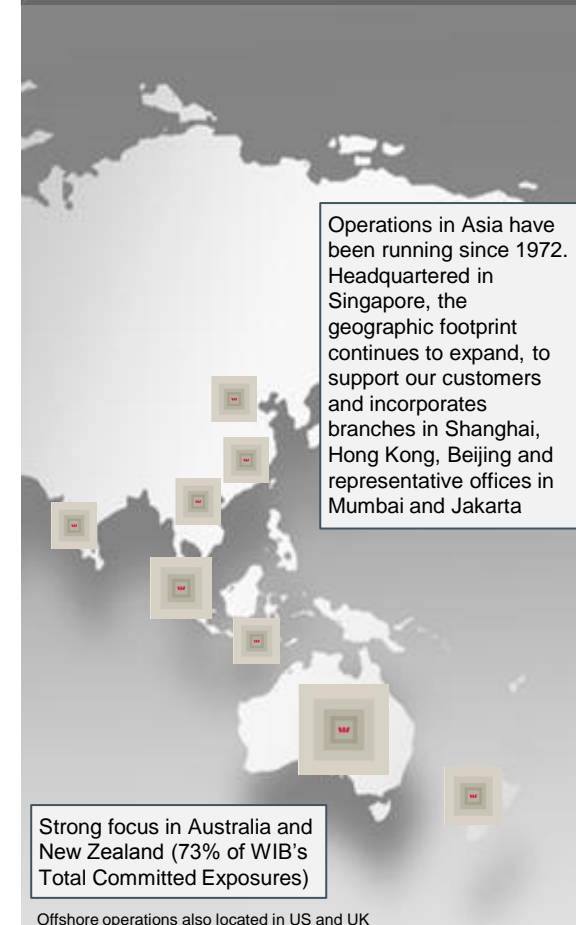 Operations in Asia have
been running since 1972.
Headquartered in
Singapore, the
geographic footprint
continues to expand, to
support our customers
and incorporates
branches in Shanghai,
Hong Kong, Beijing and
representative offices in
Mumbai and Jakarta
Strong focus in Australia and
New Zealand (73% of WIB's
Total Committed Exposures)
Offshore operations also located in US and UK